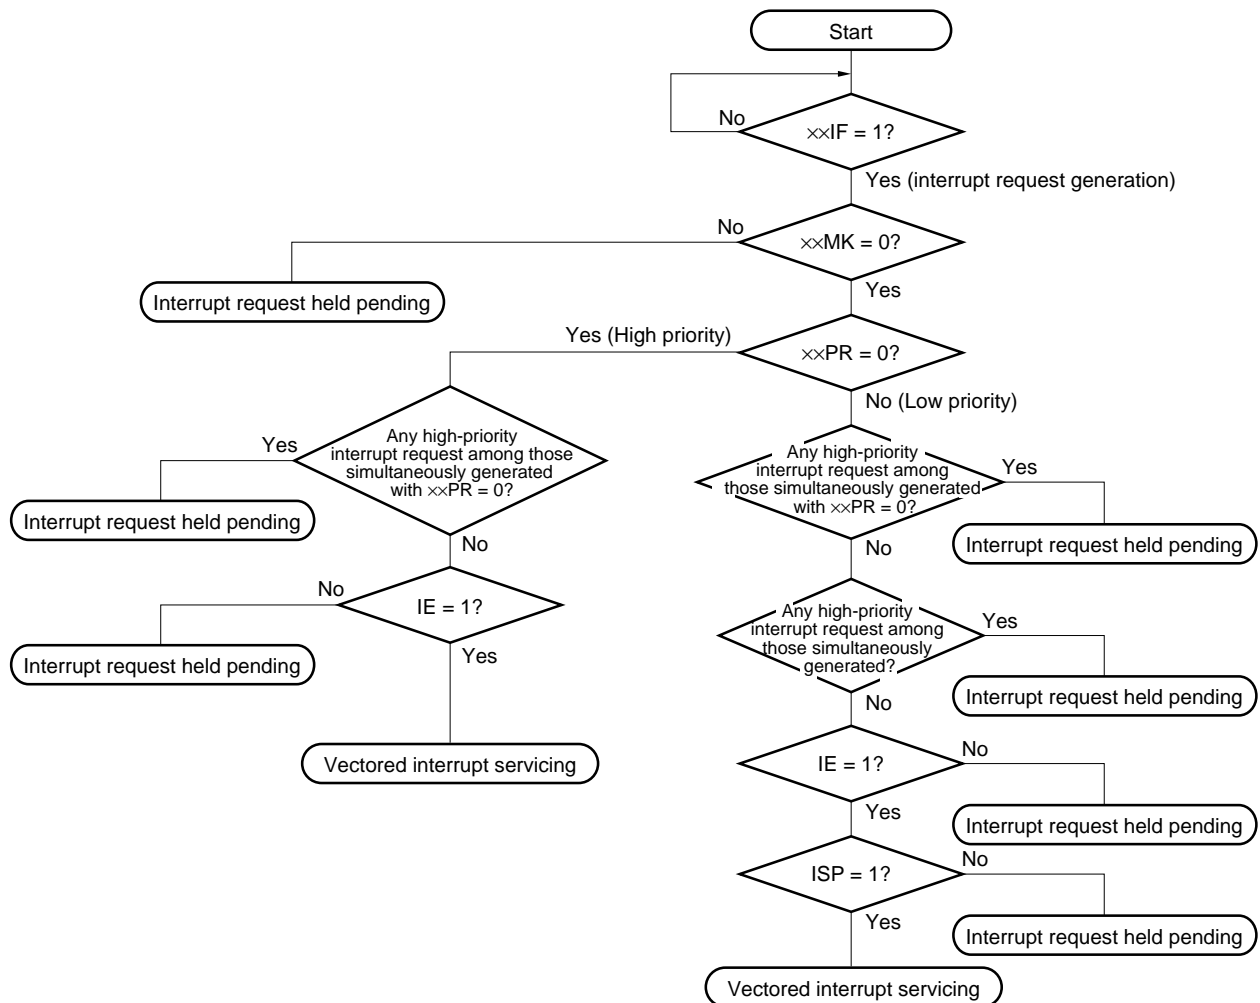 Start
No
××IF = 1?
Yes (interrupt request generation)
No
××MK = 0?
Interrupt request held pending
Yes
Yes (High priority)
××PR = 0?
No (Low priority)
Yes
Any high-priority
interrupt request among those
simultaneously generated
with ××PR = 0?
Any high-priority
interrupt request among
those simultaneously generated
with ××PR = 0?
Yes
Interrupt request held pending
No
Interrupt request held pending
No
No
IE = 1?
Any high-priority
interrupt request among
those simultaneously
generated?
Yes
Interrupt request held pending
Yes
Interrupt request held pending
No
Vectored interrupt servicing
IE = 1?
No
Yes
Interrupt request held pending
ISP = 1?
No
Yes
Interrupt request held pending
Vectored interrupt servicing